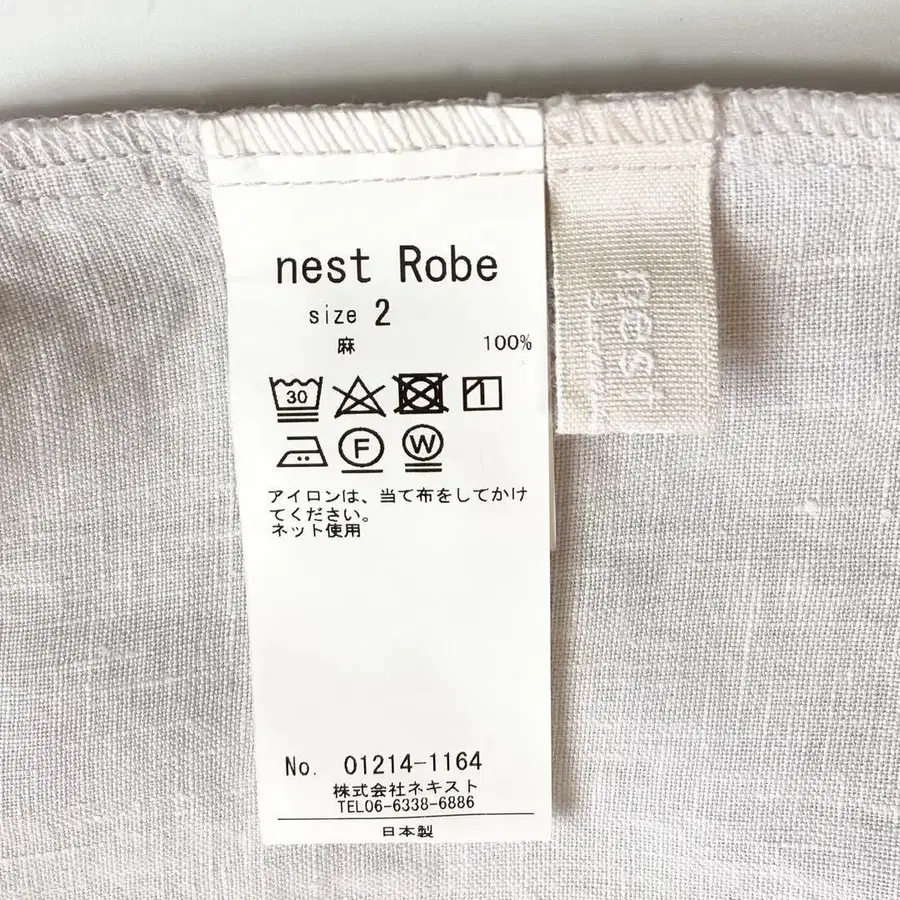 nest Robe
size 2
麻 100%
30
F W
アイロンは、当て布をしてかけ
てください。
ネット使用
No. 01214-1164
株式会社ネキスト
TEL06-6338-6886
日本製
nest